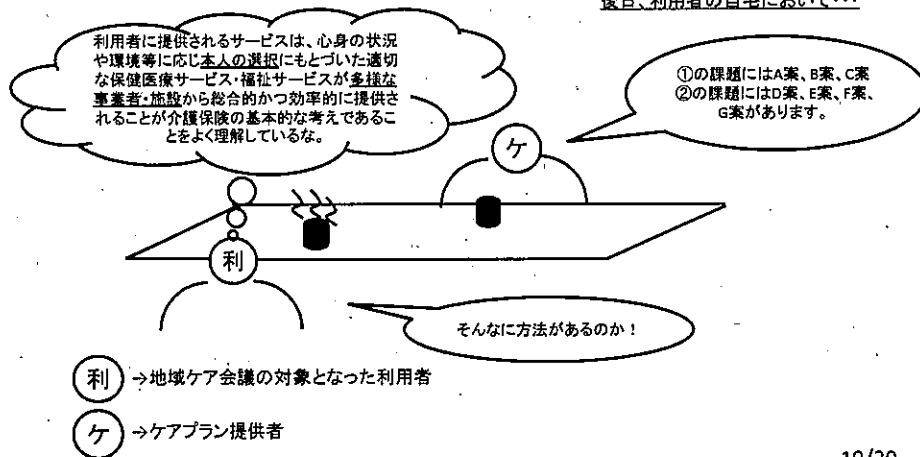 後日、利用者の自宅において・・・
利用者に提供されるサービスは、心身の状況
や環境等に応じ本人の選択にもとづいた適切
な保健医療サービス・福祉サービスが多様な
事業者・施設から総合的かつ効率的に提供さ
れることが介護保険の基本的な考えであるこ
とをよく理解しているな。
①の課題にはA案、B案、C案
②の課題にはD案、E案、F案、
G案があります。
ケ
利
そんなに方法があるのか！
利 →地域ケア会議の対象となった利用者
ケ →ケアプラン提供者
19/20